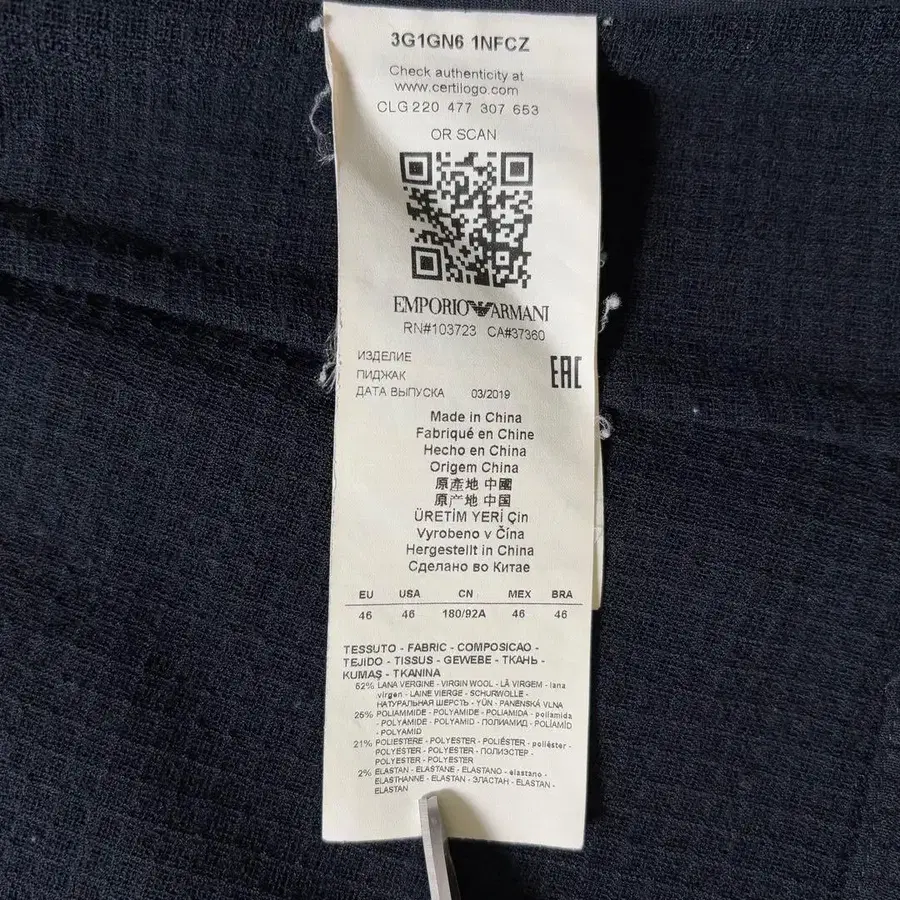 3G1GN6 1NFCZ
Check authenticity at
www.certilogo.com
CLG 220 477 307 653
OR SCAN
EMPORIO ARMANI
RN#103723 CA#37360
ИЗДЕЛИЕ
ПИДЖАК
ДАТА ВЫПУСКА 03/2019
EAC
Made in China
Fabriqué en Chine
Hecho en China
Origem China
原產地 中國
原产地 中国
ÜRETİM YERİ Çin
Vyrobeno v Čína
Hergestellt in China
Сделано во Китае
EU USA CN MEX BRA
46 46 180/92A 46 46
TESSUTO - FABRIC - COMPOSICAO -
TEJIDO - TISSUS - GEWEBE - ТКАНЬ -
KUMAŞ - TKANINA
52% LANA VERGINE - VIRGIN WOOL - LÃ VIRGEM - lana
virgen - LAINE VIERGE - SCHURWOLLE -
НАТУРАЛЬНАЯ ШЕРСТЬ - YÜN - PANENSKÁ VLNA
25% POLIAMMIDE - POLYAMIDE - POLIAMIDA - poliamida
- POLYAMIDE - POLYAMID - ПОЛИАМИД - POLİAMİD
- POLYAMID
21% POLIESTERE - POLYESTER - POLIÉSTER - poliéster -
POLYESTER - POLYESTER - ПОЛИЭСТЕР -
POLYESTER - POLYESTER
2% ELASTAN - ELASTANE - ELASTANO - elastano -
ELASTHANNE - ELASTAN - ЭЛАСТАН - ELASTAN -
ELASTAN